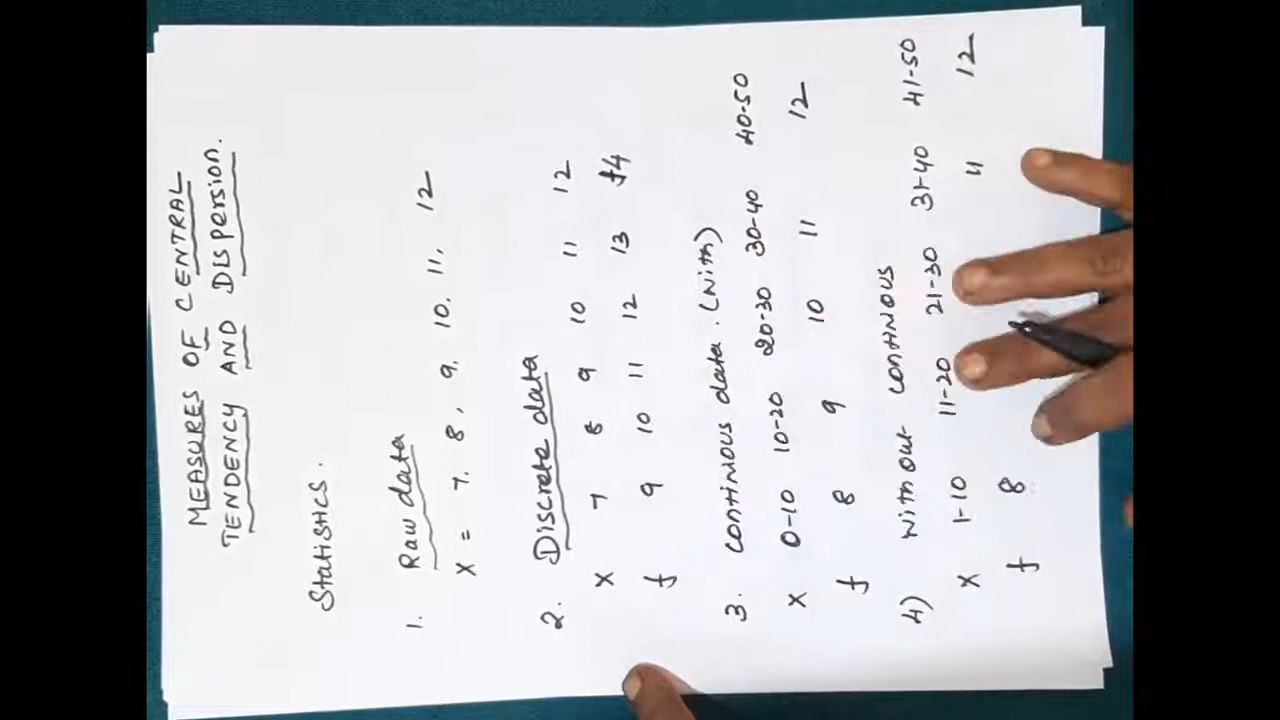 MEASURES OF CENTRAL
TENDENCY AND DISPERSION.
Statistics.
1. Raw data
X = 7. 8, 9. 10. 11. 12
2. Discrete data
X 7 8 9 10 11 12
f 9 10 11 12 13 14
3. continuous data. (With)
X 0-10 10-20 20-30 30-40 40-50
f 8 9 10 11 12
4) without continuous
X 1-10 11-20 21-30 31-40 41-50
f 8 11 12